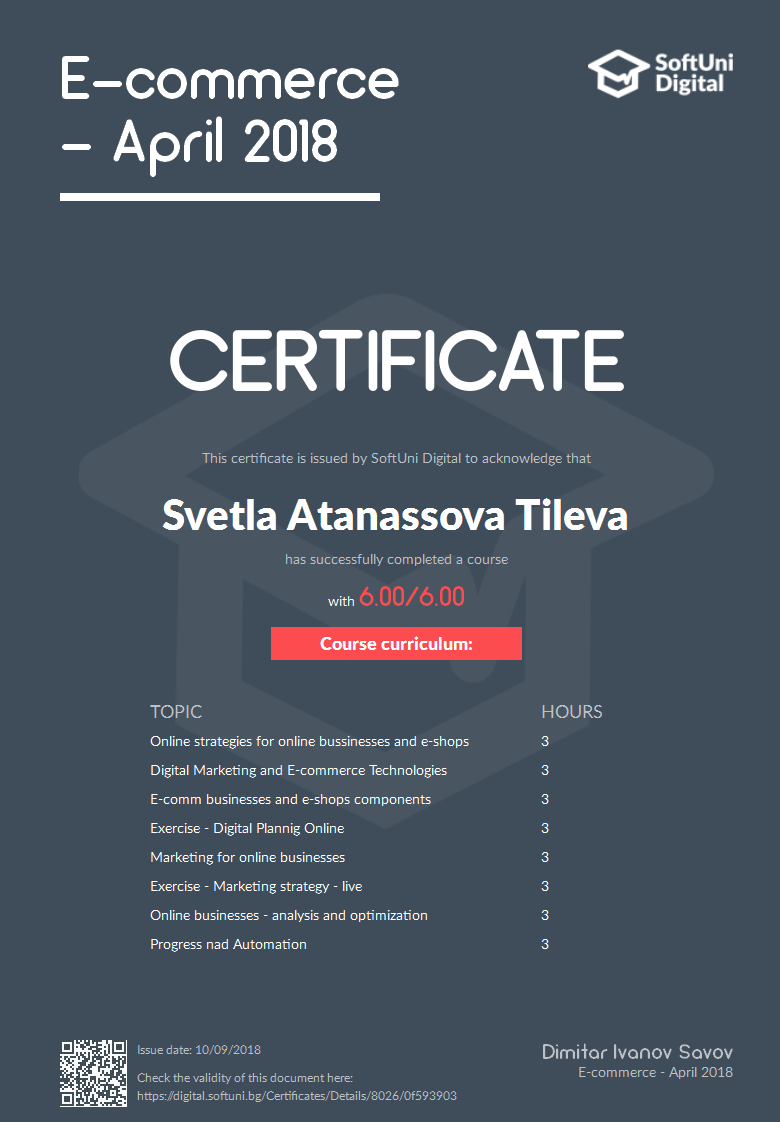 E-commerce
- April 2018
SoftUni
Digital
CERTIFICATE
This certificate is issued by SoftUni Digital to acknowledge that
Svetla Atanassova Tileva
has successfully completed a course
with 6.00/6.00
Course curriculum:
TOPIC HOURS
Online strategies for online bussinesses and e-shops 3
Digital Marketing and E-commerce Technologies 3
E-comm businesses and e-shops components 3
Exercise - Digital Plannig Online 3
Marketing for online businesses 3
Exercise - Marketing strategy - live 3
Online businesses - analysis and optimization 3
Progress nad Automation 3
Issue date: 10/09/2018
Check the validity of this document here:
https://digital.softuni.bg/Certificates/Details/8026/0f593903
Dimitar Ivanov Savov
E-commerce - April 2018